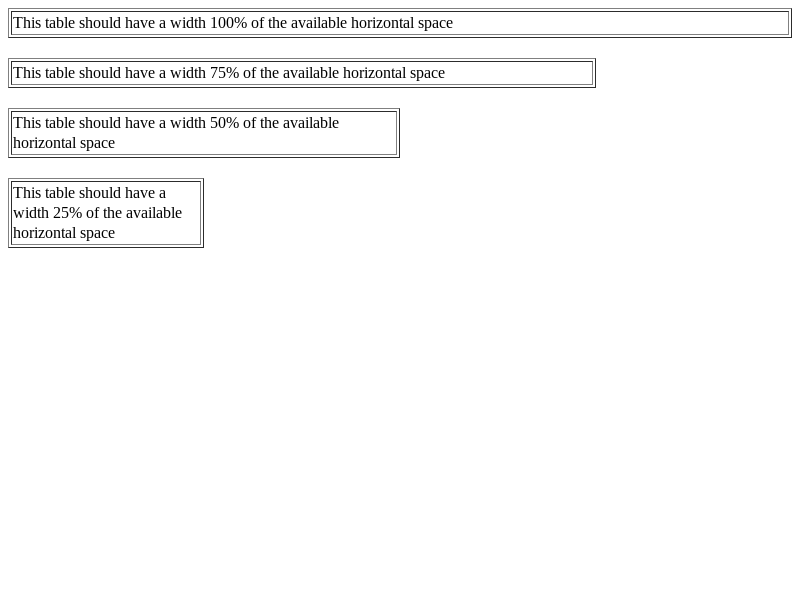 This table should have a width 100% of the available horizontal space
This table should have a width 75% of the available horizontal space
This table should have a width 50% of the available
horizontal space
This table should have a
width 25% of the available
horizontal space